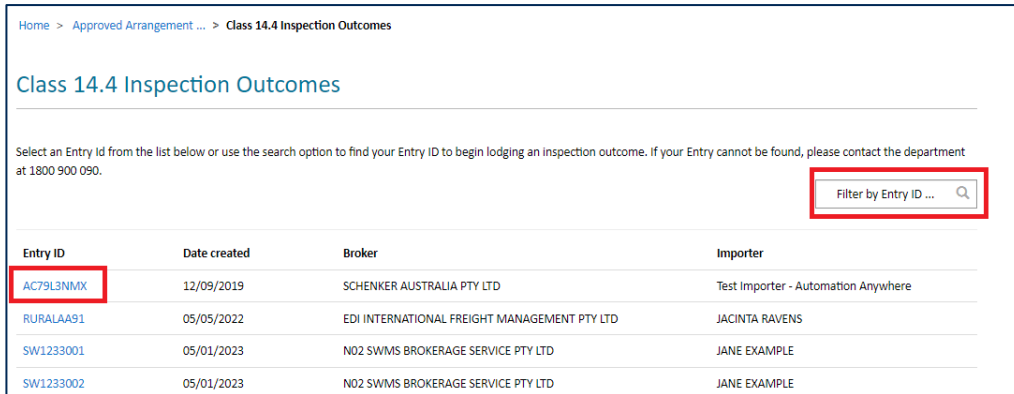 Home > Approved Arrangement ... > Class 14.4 Inspection Outcomes
Class 14.4 Inspection Outcomes
Select an Entry Id from the list below or use the search option to find your Entry ID to begin lodging an inspection outcome. If your Entry cannot be found, please contact the department
at 1800 900 090.
Filter by Entry ID ...
Entry ID Date created Broker Importer
AC79L3NMX 12/09/2019 SCHENKER AUSTRALIA PTY LTD Test Importer - Automation Anywhere
RURALAA91 05/05/2022 EDI INTERNATIONAL FREIGHT MANAGEMENT PTY LTD JACINTA RAVENS
SW1233001 05/01/2023 N02 SWMS BROKERAGE SERVICE PTY LTD JANE EXAMPLE
SW1233002 05/01/2023 N02 SWMS BROKERAGE SERVICE PTY LTD JANE EXAMPLE